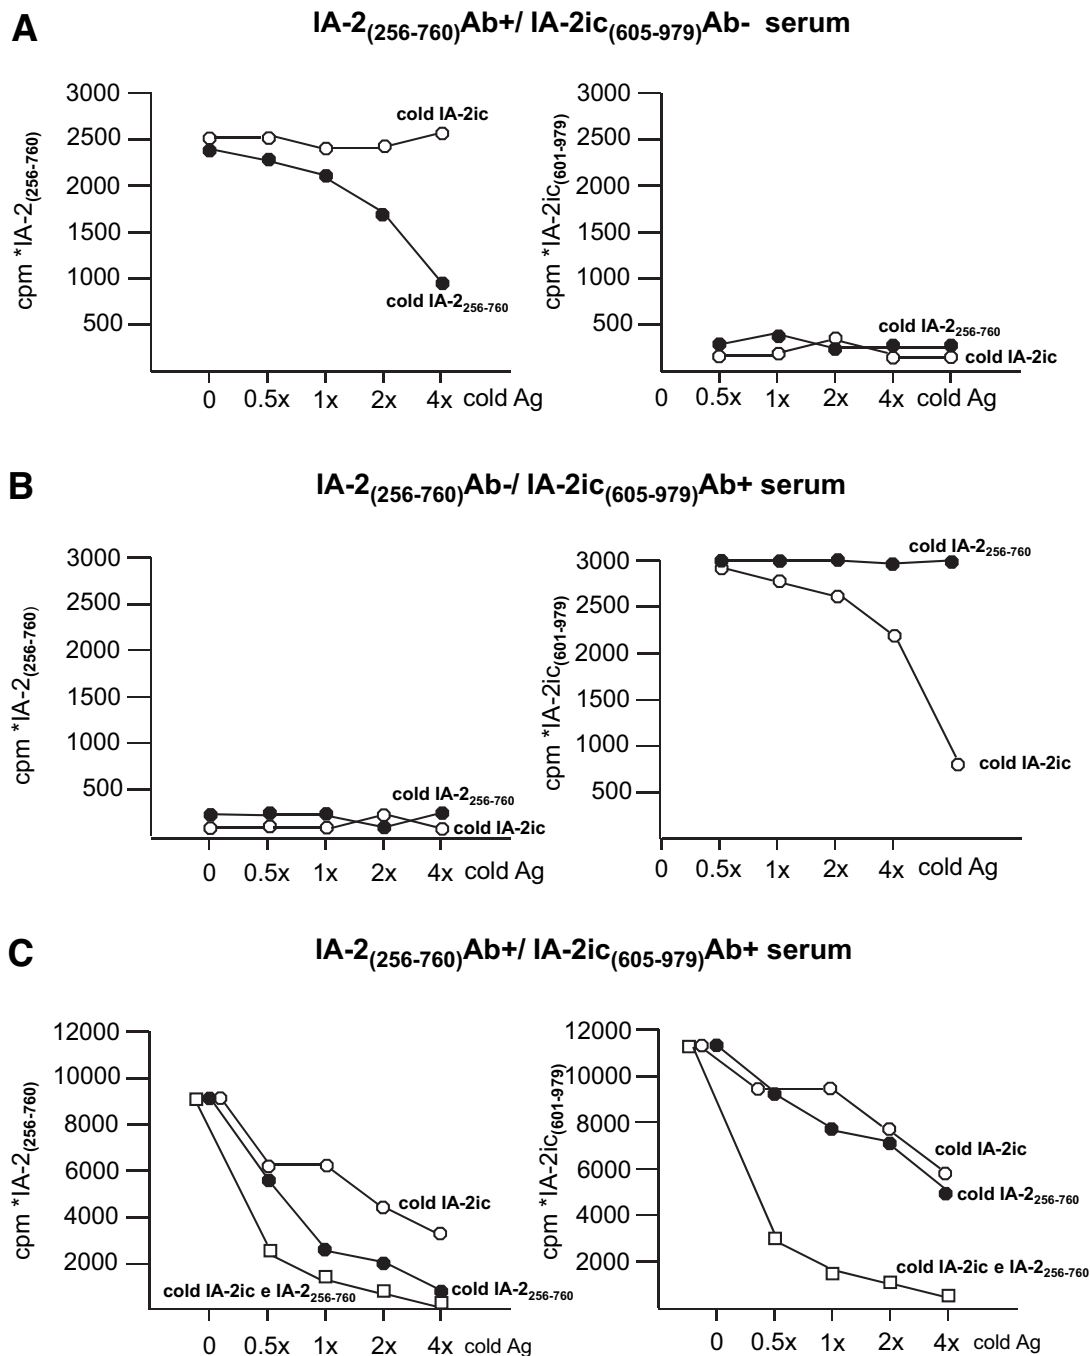 A
IA-2(256-760)Ab+/ IA-2ic(605-979)Ab- serum
cpm *IA-2(256-760)
3000
2500
2000
1500
1000
500
cold IA-2ic
cold IA-2256-760
0 0.5x 1x 2x 4x cold Ag
cpm *IA-2ic(601-979)
3000
2500
2000
1500
1000
500
cold IA-2256-760
cold IA-2ic
0 0.5x 1x 2x 4x cold Ag
B
IA-2(256-760)Ab-/ IA-2ic(605-979)Ab+ serum
cpm *IA-2(256-760)
3000
2500
2000
1500
1000
500
cold IA-2256-760
cold IA-2ic
0 0.5x 1x 2x 4x cold Ag
cpm *IA-2ic(601-979)
3000
2500
2000
1500
1000
500
cold IA-2256-760
cold IA-2ic
0 0.5x 1x 2x 4x cold Ag
C
IA-2(256-760)Ab+/ IA-2ic(605-979)Ab+ serum
cpm *IA-2(256-760)
12000
10000
8000
6000
4000
2000
cold IA-2ic
cold IA-2ic e IA-2256-760
cold IA-2256-760
0 0.5x 1x 2x 4x cold Ag
cpm *IA-2ic(601-979)
12000
10000
8000
6000
4000
2000
cold IA-2ic
cold IA-2256-760
cold IA-2ic e IA-2256-760
0 0.5x 1x 2x 4x cold Ag